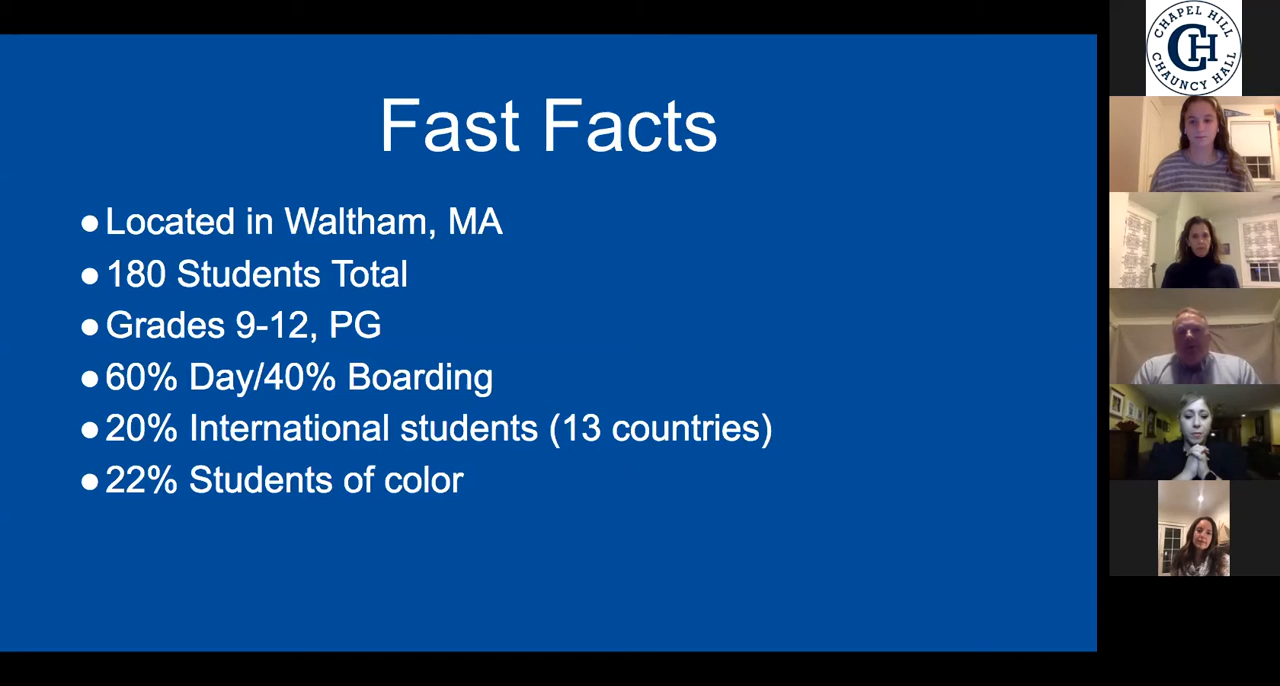 Fast Facts
●Located in Waltham, MA
●180 Students Total
●Grades 9-12, PG
●60% Day/40% Boarding
●20% International students (13 countries)
●22% Students of color
CHAPEL HILL
CH
CHAUNCY HALL